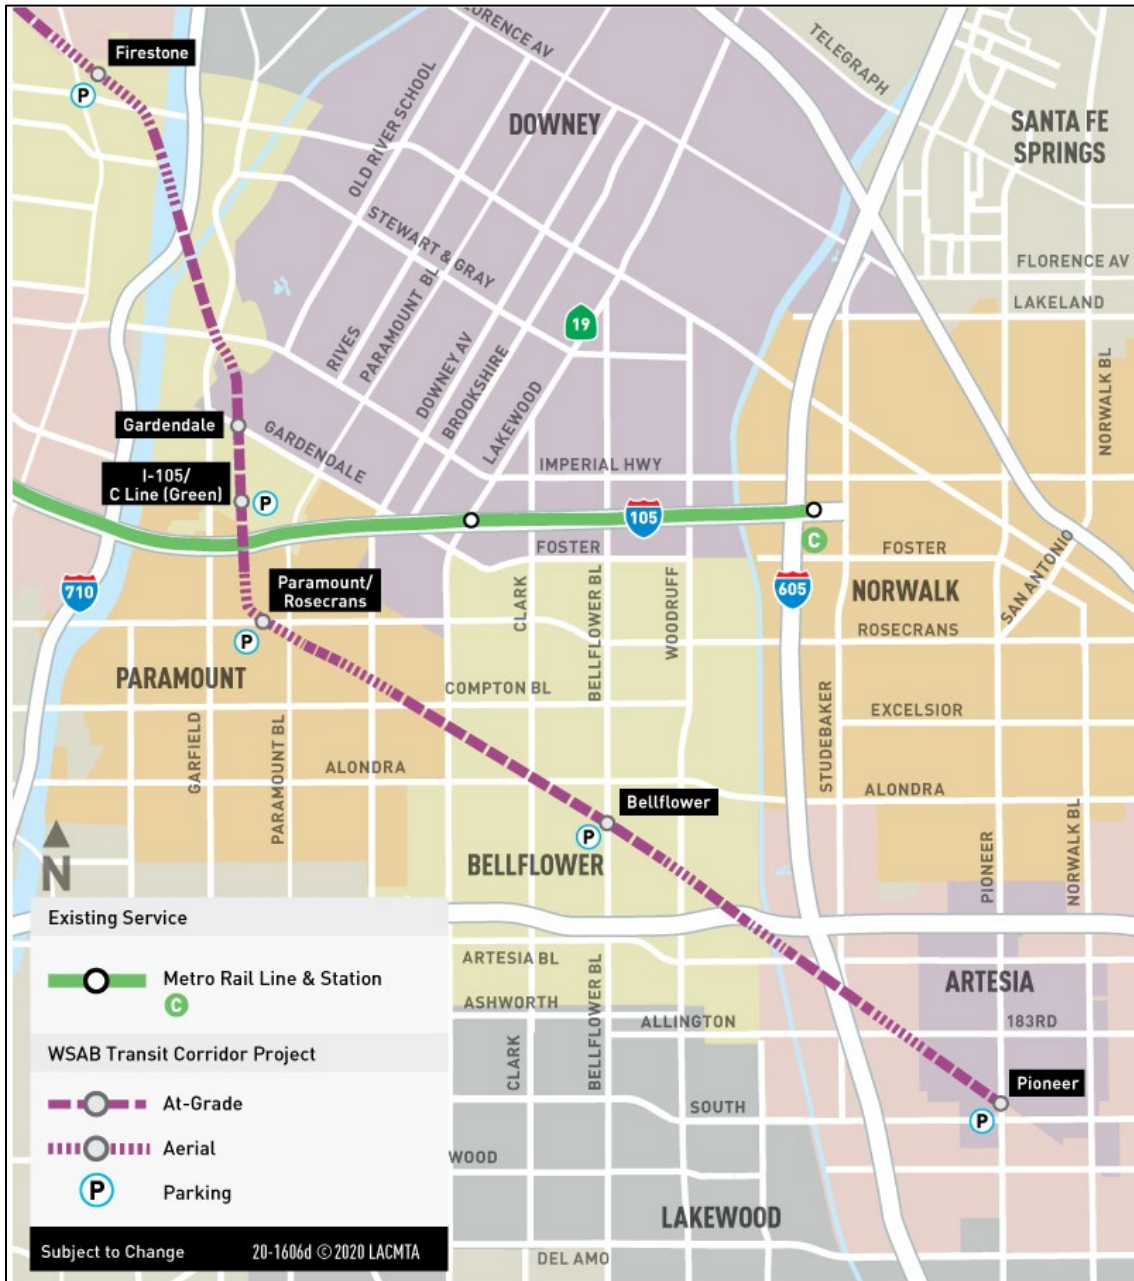 Firestone
P
FLORENCE AV
TELEGRAPH
OLD RIVER SCHOOL
DOWNEY
SANTA FE
SPRINGS
STEWART & GRAY
FLORENCE AV
LAKELAND
19
RIVES
PARAMOUNT BL
DOWNEY AV
BROOKSHIRE
LAKEWOOD
NORWALK BL
Gardendale
GARDENDALE
IMPERIAL HWY
I-105/
C Line (Green)
P
105
C
FOSTER
FOSTER
SAN ANTONIO
710
Paramount/
Rosecrans
P
CLARK
BELLFLOWER BL
WOODRUFF
605
NORWALK
ROSECRANS
PARAMOUNT
COMPTON BL
EXCELSIOR
GARFIELD
PARAMOUNT BL
STUDEBAKER
ALONDRA
ALONDRA
Bellflower
P
BELLFLOWER
PIONEER
NORWALK BL
N
ARTESIA BL
ARTESIA
ASHWORTH
BELLFLOWER BL
ALLINGTON
183RD
CLARK
Pioneer
P
SOUTH
WOOD
LAKEWOOD
DEL AMO
Existing Service
Metro Rail Line & Station
C
WSAB Transit Corridor Project
At-Grade
Aerial
P Parking
Subject to Change 20-1606d © 2020 LACMTA